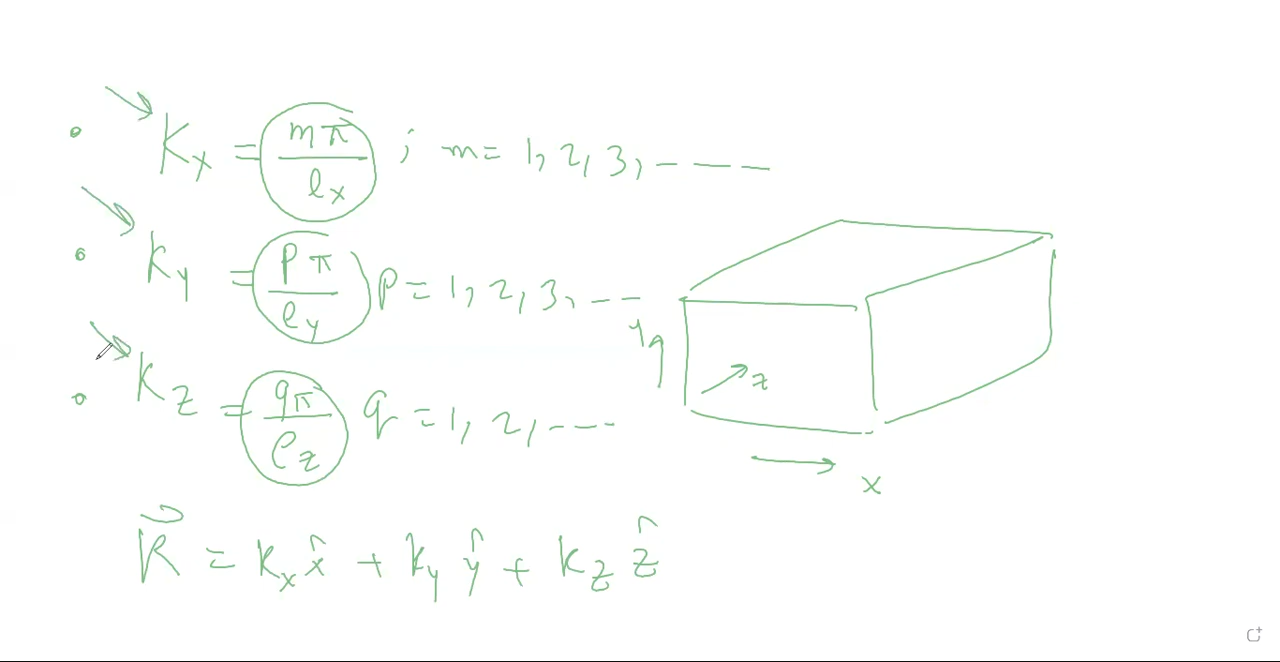 • Kx = mπ/ℓx ; m = 1, 2, 3, – – –
• Ky = Pπ/ℓy P = 1, 2, 3, – –
• Kz = qπ/ℓz q = 1, 2, – – –
K⃗ = Kx x̂ + Ky ŷ + Kz ẑ
y
z
x